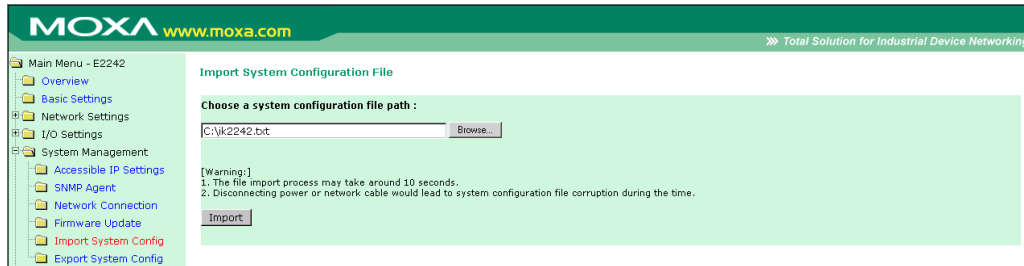 MOXA www.moxa.com
Total Solution for Industrial Device Networking
Main Menu - E2242
Overview
Basic Settings
Network Settings
I/O Settings
System Management
Accessible IP Settings
SNMP Agent
Network Connection
Firmware Update
Import System Config
Export System Config
Import System Configuration File
Choose a system configuration file path :
C:\ik2242.txt
Browse...
[Warning:]
1. The file import process may take around 10 seconds.
2. Disconnecting power or network cable would lead to system configuration file corruption during the time.
Import